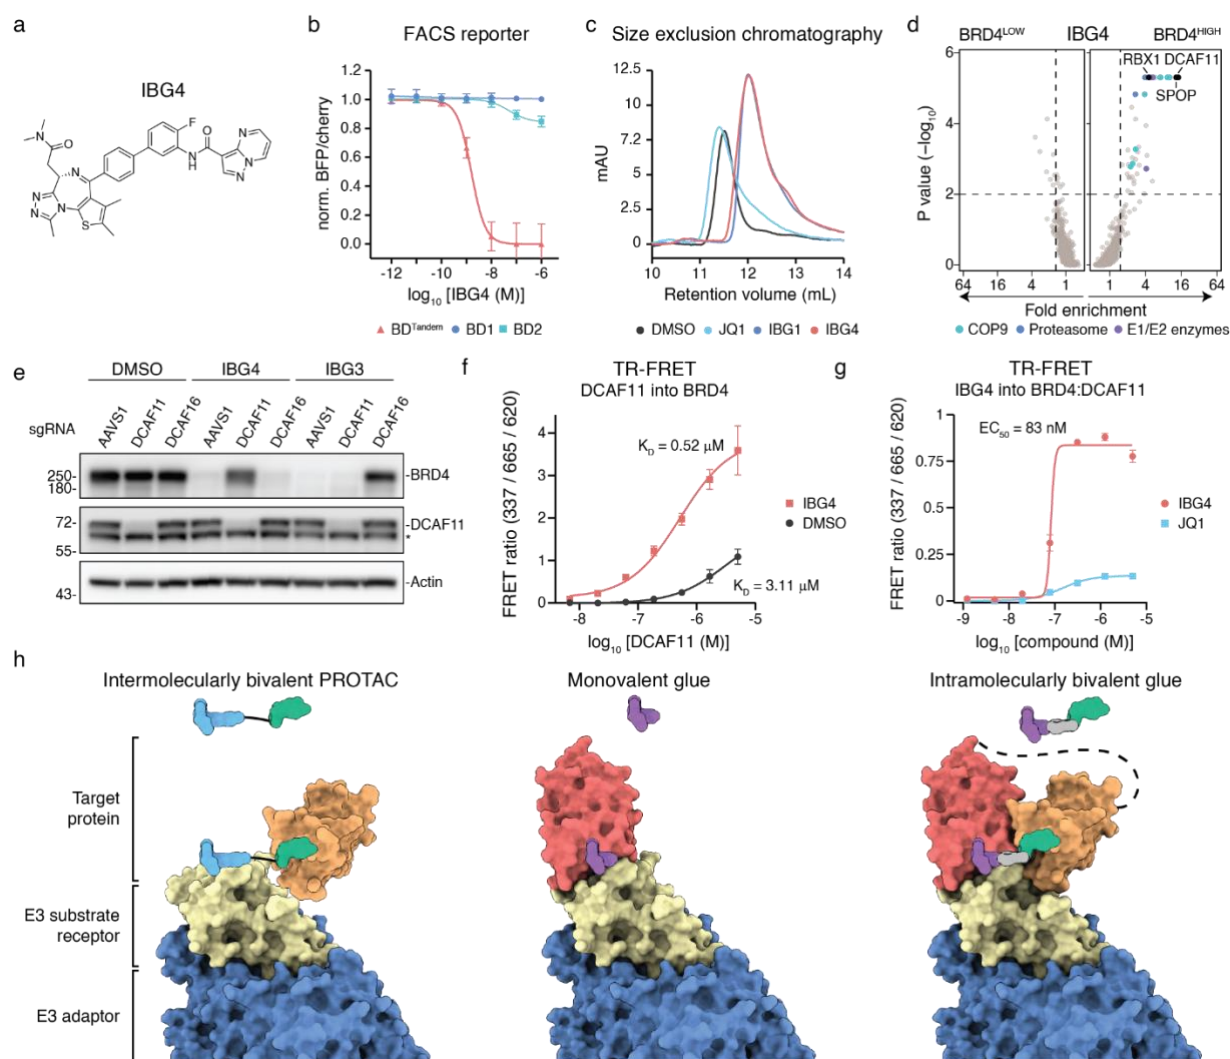 a
IBG4
N
N
O
F
O
NH
N
N
N
N
N
N
N
S
b
FACS reporter
norm. BFP/cherry
1.2
1.0
0.8
0.6
0.4
0.2
0.0
-12 -10 -8 -6
log10 [IBG4 (M)]
BDTandem BD1 BD2
c
Size exclusion chromatography
mAU
12.5
7.2
5
2.5
0
10 11 12 13 14
Retention volume (mL)
DMSO JQ1 IBG1 IBG4
d
BRD4LOW IBG4 BRD4HIGH
P value (−log10)
6
4
2
0
RBX1 DCAF11
SPOP
64 16 4 1 1 4 16 64
Fold enrichment
COP9 Proteasome E1/E2 enzymes
e
DMSO IBG4 IBG3
sgRNA
AAVS1 DCAF11 DCAF16 AAVS1 DCAF11 DCAF16 AAVS1 DCAF11 DCAF16
250-
180-
-BRD4
72-
-DCAF11
*
55-
-Actin
43-
f
TR-FRET
DCAF11 into BRD4
FRET ratio (337 / 665 / 620)
4
3
2
1
0
KD = 0.52 μM
KD = 3.11 μM
IBG4
DMSO
-8 -7 -6 -5
log10 [DCAF11 (M)]
g
TR-FRET
IBG4 into BRD4:DCAF11
FRET ratio (337 / 665 / 620)
1
0.75
0.5
0.25
0
EC50 = 83 nM
IBG4
JQ1
-9 -8 -7 -6 -5
log10 [compound (M)]
h
Intermolecularly bivalent PROTAC
Monovalent glue
Intramolecularly bivalent glue
Target
protein
E3 substrate
receptor
E3 adaptor